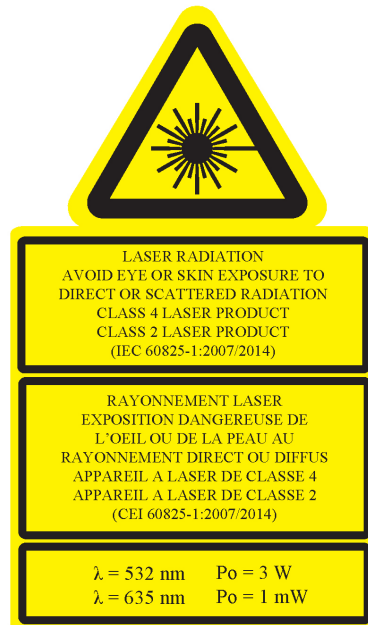 LASER RADIATION
AVOID EYE OR SKIN EXPOSURE TO
DIRECT OR SCATTERED RADIATION
CLASS 4 LASER PRODUCT
CLASS 2 LASER PRODUCT
(IEC 60825-1:2007/2014)
RAYONNEMENT LASER
EXPOSITION DANGEREUSE DE
L'OEIL OU DE LA PEAU AU
RAYONNEMENT DIRECT OU DIFFUS
APPAREIL A LASER DE CLASSE 4
APPAREIL A LASER DE CLASSE 2
(CEI 60825-1:2007/2014)
λ = 532 nm Po = 3 W
λ = 635 nm Po = 1 mW